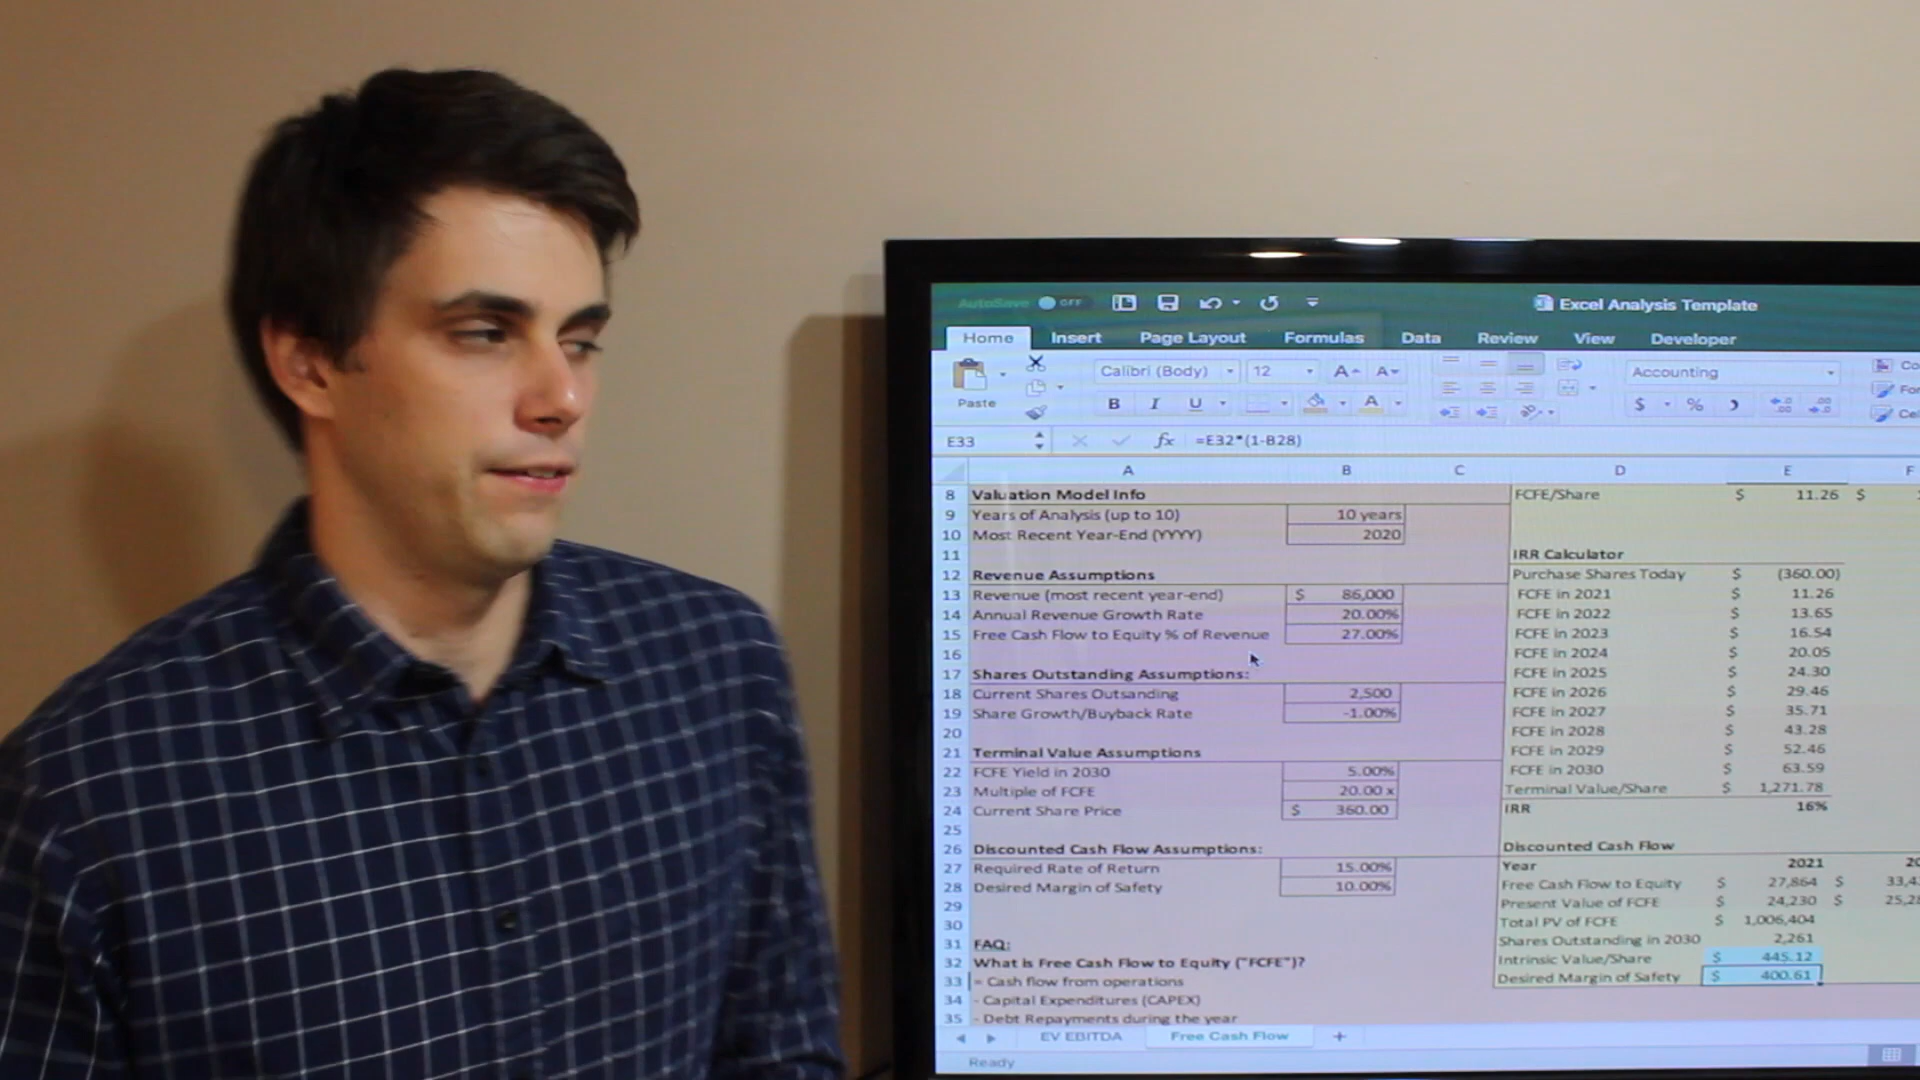 AutoSave OFF Excel Analysis Template
Home Insert Page Layout Formulas Data Review View Developer
Calibri (Body) 12 A A Accounting
Paste B I U A $ % .00
E33 fx =E32*(1-B28)
A B C D E F
8 Valuation Model Info FCFE/Share $ 11.26 $
9 Years of Analysis (up to 10) 10 years
10 Most Recent Year-End (YYYY) 2020
11 IRR Calculator
12 Revenue Assumptions Purchase Shares Today $ (360.00)
13 Revenue (most recent year-end) $ 86,000 FCFE in 2021 $ 11.26
14 Annual Revenue Growth Rate 20.00% FCFE in 2022 $ 13.65
15 Free Cash Flow to Equity % of Revenue 27.00% FCFE in 2023 $ 16.54
16 FCFE in 2024 $ 20.05
17 Shares Outstanding Assumptions: FCFE in 2025 $ 24.30
18 Current Shares Outsanding 2,500 FCFE in 2026 $ 29.46
19 Share Growth/Buyback Rate -1.00% FCFE in 2027 $ 35.71
20 FCFE in 2028 $ 43.28
21 Terminal Value Assumptions FCFE in 2029 $ 52.46
22 FCFE Yield in 2030 5.00% FCFE in 2030 $ 63.59
23 Multiple of FCFE 20.00 x Terminal Value/Share $ 1,271.78
24 Current Share Price $ 360.00 IRR 16%
25
26 Discounted Cash Flow Assumptions: Discounted Cash Flow
27 Required Rate of Return 15.00% Year 2021
28 Desired Margin of Safety 10.00% Free Cash Flow to Equity $ 27,864 $
29 Present Value of FCFE $ 24,230 $
30 Total PV of FCFE $ 1,006,404
31 FAQ: Shares Outstanding in 2030 2,261
32 What is Free Cash Flow to Equity ("FCFE")? Intrinsic Value/Share $ 445.12
33 = Cash flow from operations Desired Margin of Safety $ 400.61
34 - Capital Expenditures (CAPEX)
35 - Debt Repayments during the year
EV EBITDA Free Cash Flow +
Ready